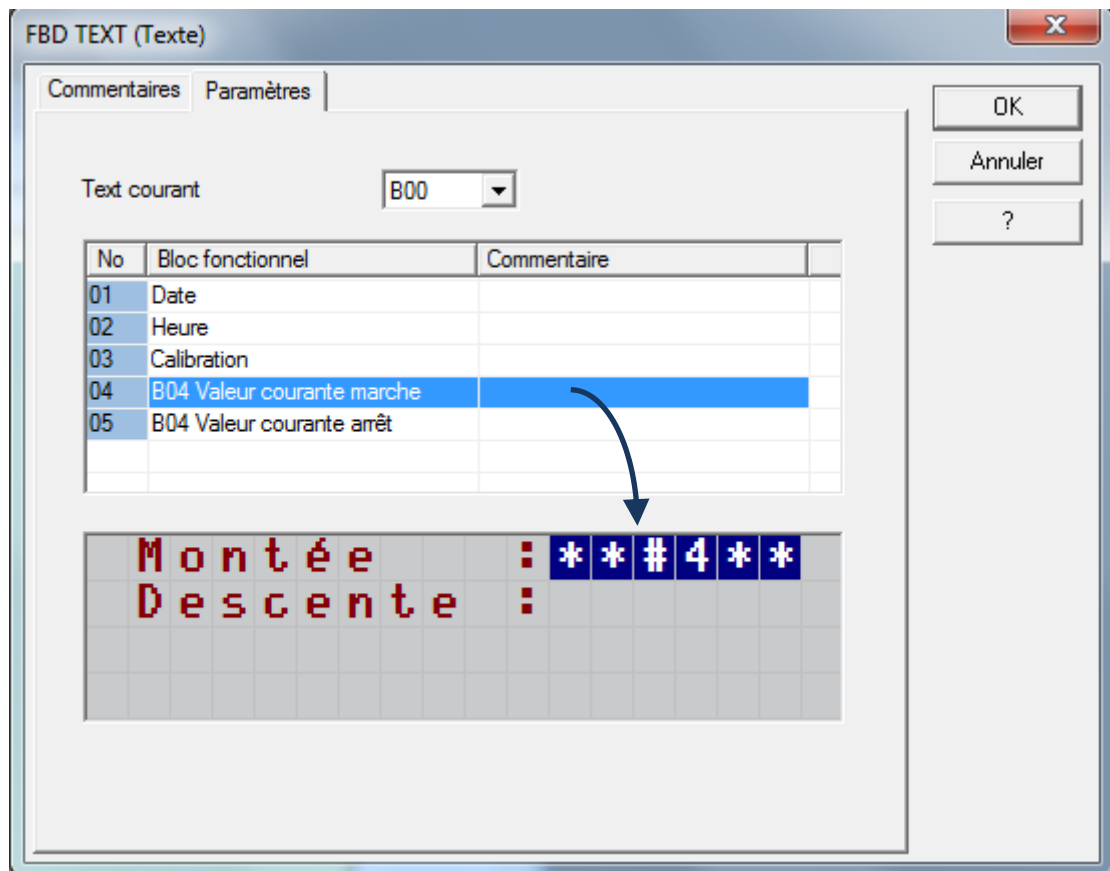 FBD TEXT (Texte)
Commentaires Paramètres
OK
Annuler
?
Text courant B00
No Bloc fonctionnel Commentaire
01 Date
02 Heure
03 Calibration
04 B04 Valeur courante marche
05 B04 Valeur courante arrêt
Montée :**#4**
Descente :